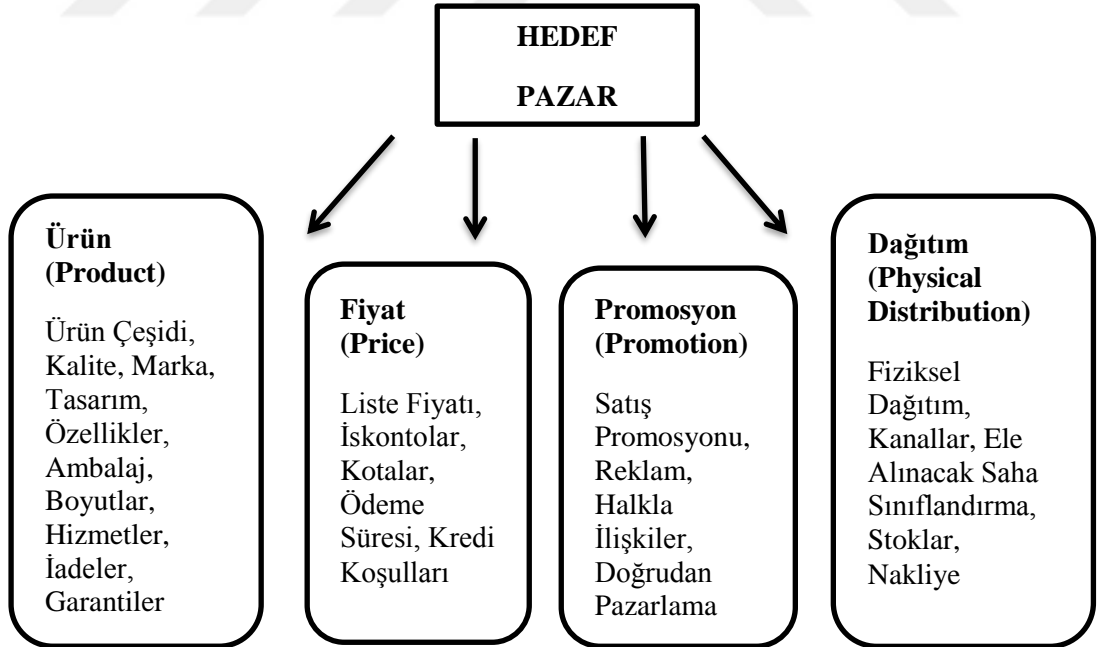 HEDEF
PAZAR
Ürün
(Product)
Ürün Çeşidi,
Kalite, Marka,
Tasarım,
Özellikler,
Ambalaj,
Boyutlar,
Hizmetler,
İadeler,
Garantiler
Fiyat
(Price)
Liste Fiyatı,
İskontolar,
Kotalar,
Ödeme
Süresi, Kredi
Koşulları
Promosyon
(Promotion)
Satış
Promosyonu,
Reklam,
Halkla
İlişkiler,
Doğrudan
Pazarlama
Dağıtım
(Physical
Distribution)
Fiziksel
Dağıtım,
Kanallar, Ele
Alınacak Saha
Sınıflandırma,
Stoklar,
Nakliye